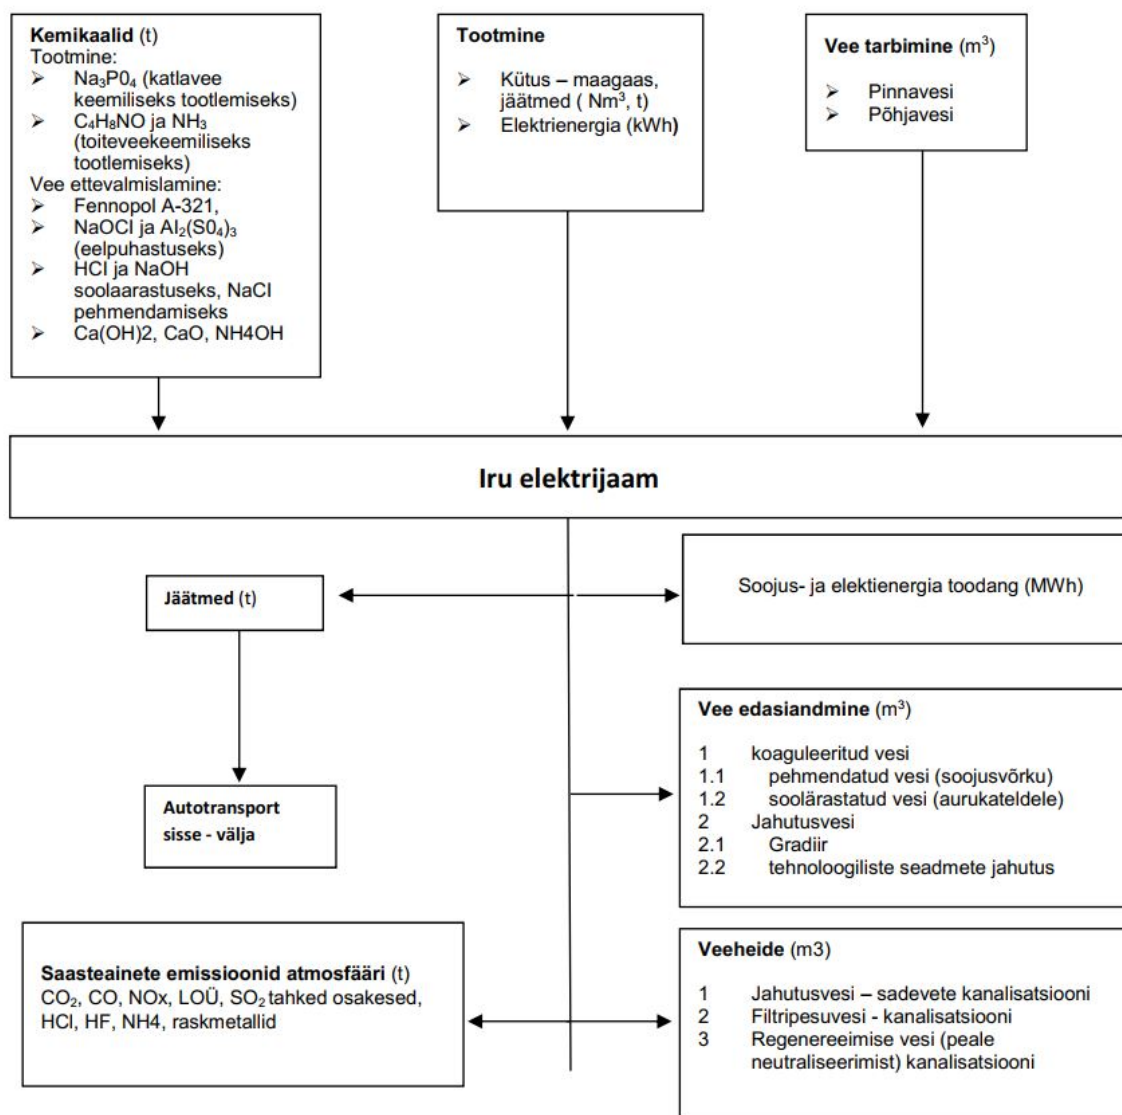 Kemikaalid (t)
Tootmine:
➢ Na₃P0₄ (katlavee
keemiliseks tootlemiseks)
➢ C₄H₈NO ja NH₃
(toiteveekeemiliseks
tootlemiseks)
Vee ettevalmislamine:
➢ Fennopol A-321,
➢ NaOCl ja Al₂(S0₄)₃
(eelpuhastuseks)
➢ HCl ja NaOH
soolaarastuseks, NaCl
pehmendamiseks
➢ Ca(OH)2, CaO, NH4OH
Tootmine
➢ Kütus – maagaas,
jäätmed ( Nm³, t)
➢ Elektrienergia (kWh)
Vee tarbimine (m³)
➢ Pinnavesi
➢ Põhjavesi
Iru elektrijaam
Jäätmed (t)
Soojus- ja elektienergia toodang (MWh)
Autotransport
sisse - välja
Vee edasiandmine (m³)
1 koaguleeritud vesi
1.1 pehmendatud vesi (soojusvõrku)
1.2 soolärastatud vesi (aurukateldele)
2 Jahutusvesi
2.1 Gradiir
2.2 tehnoloogiliste seadmete jahutus
Saasteainete emissioonid atmosfääri (t)
CO₂, CO, NOx, LOÜ, SO₂ tahked osakesed,
HCl, HF, NH4, raskmetallid
Veeheide (m3)
1 Jahutusvesi – sadevete kanalisatsiooni
2 Filtripesuvesi - kanalisatsiooni
3 Regenereeimise vesi (peale
neutraliseerimist) kanalisatsiooni